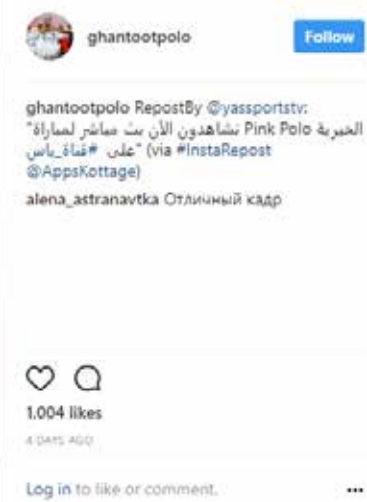 ghantootpolo
Follow
ghantootpolo RepostBy @yassportstv:
"تشاهدون الأن بث مباشر لمباراة Pink Polo الخيرية
على #قناة_ياس" (via #InstaRepost
@AppsKottage)
alena_astranavtka Отличный кадр
1.004 likes
4 DAYS AGO
Log in to like or comment.